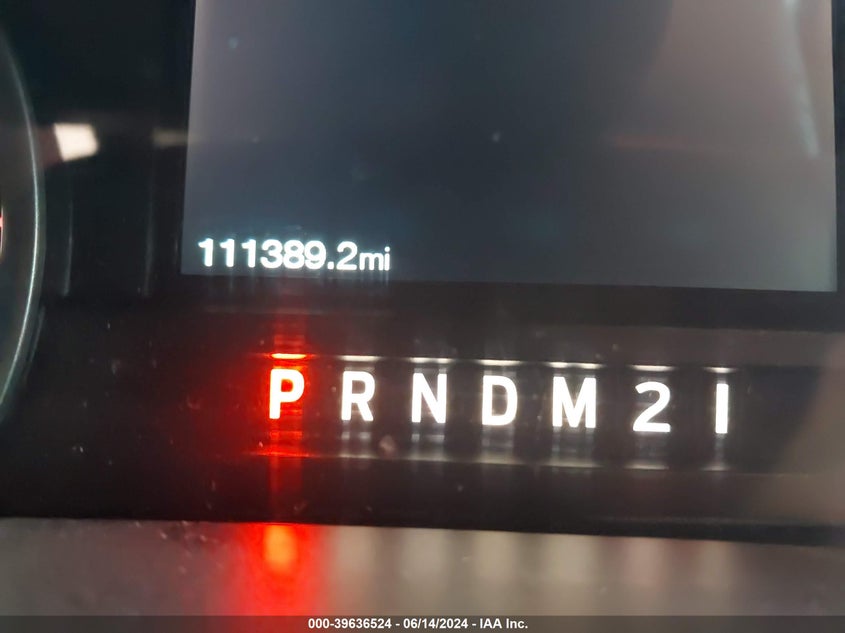 111389.2mi
P R N D M 2 1
000-39636524 - 06/14/2024 - IAA Inc.